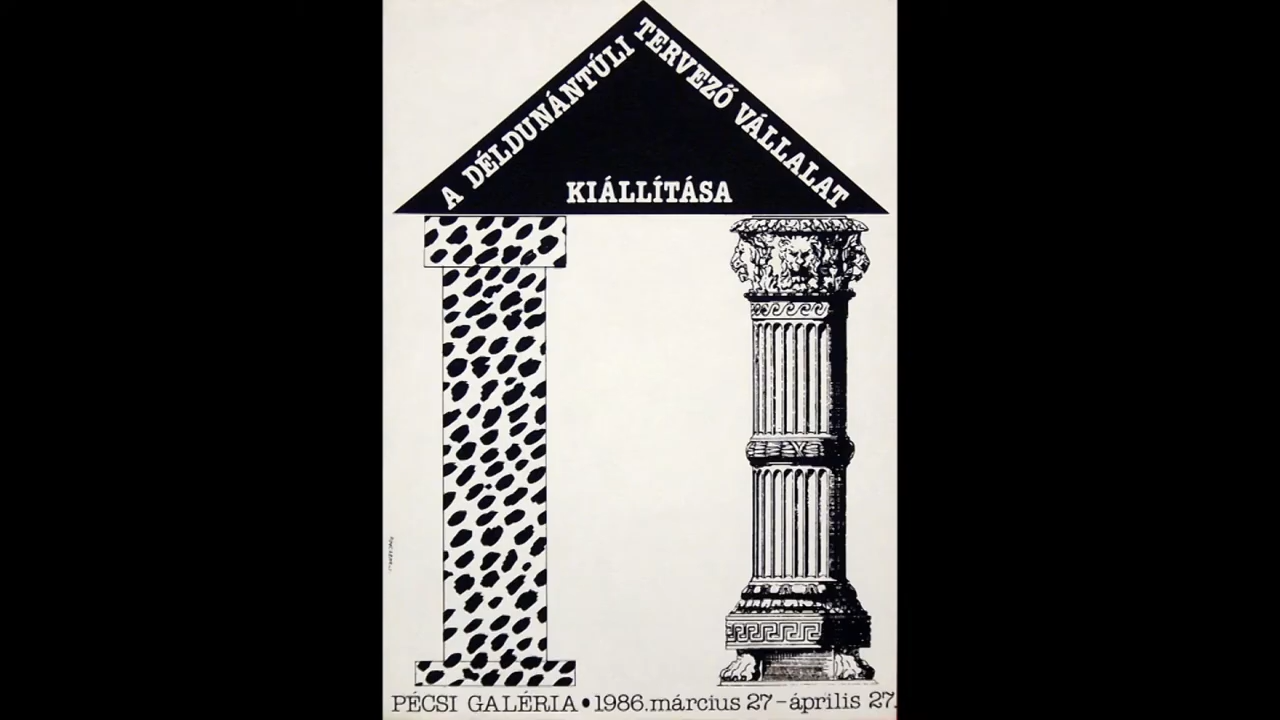 A DÉLDUNÁNTÚLI
TERVEZŐ VÁLLALAT
KIÁLLÍTÁSA
PÉCSI GALÉRIA • 1986. március 27 – április 27.